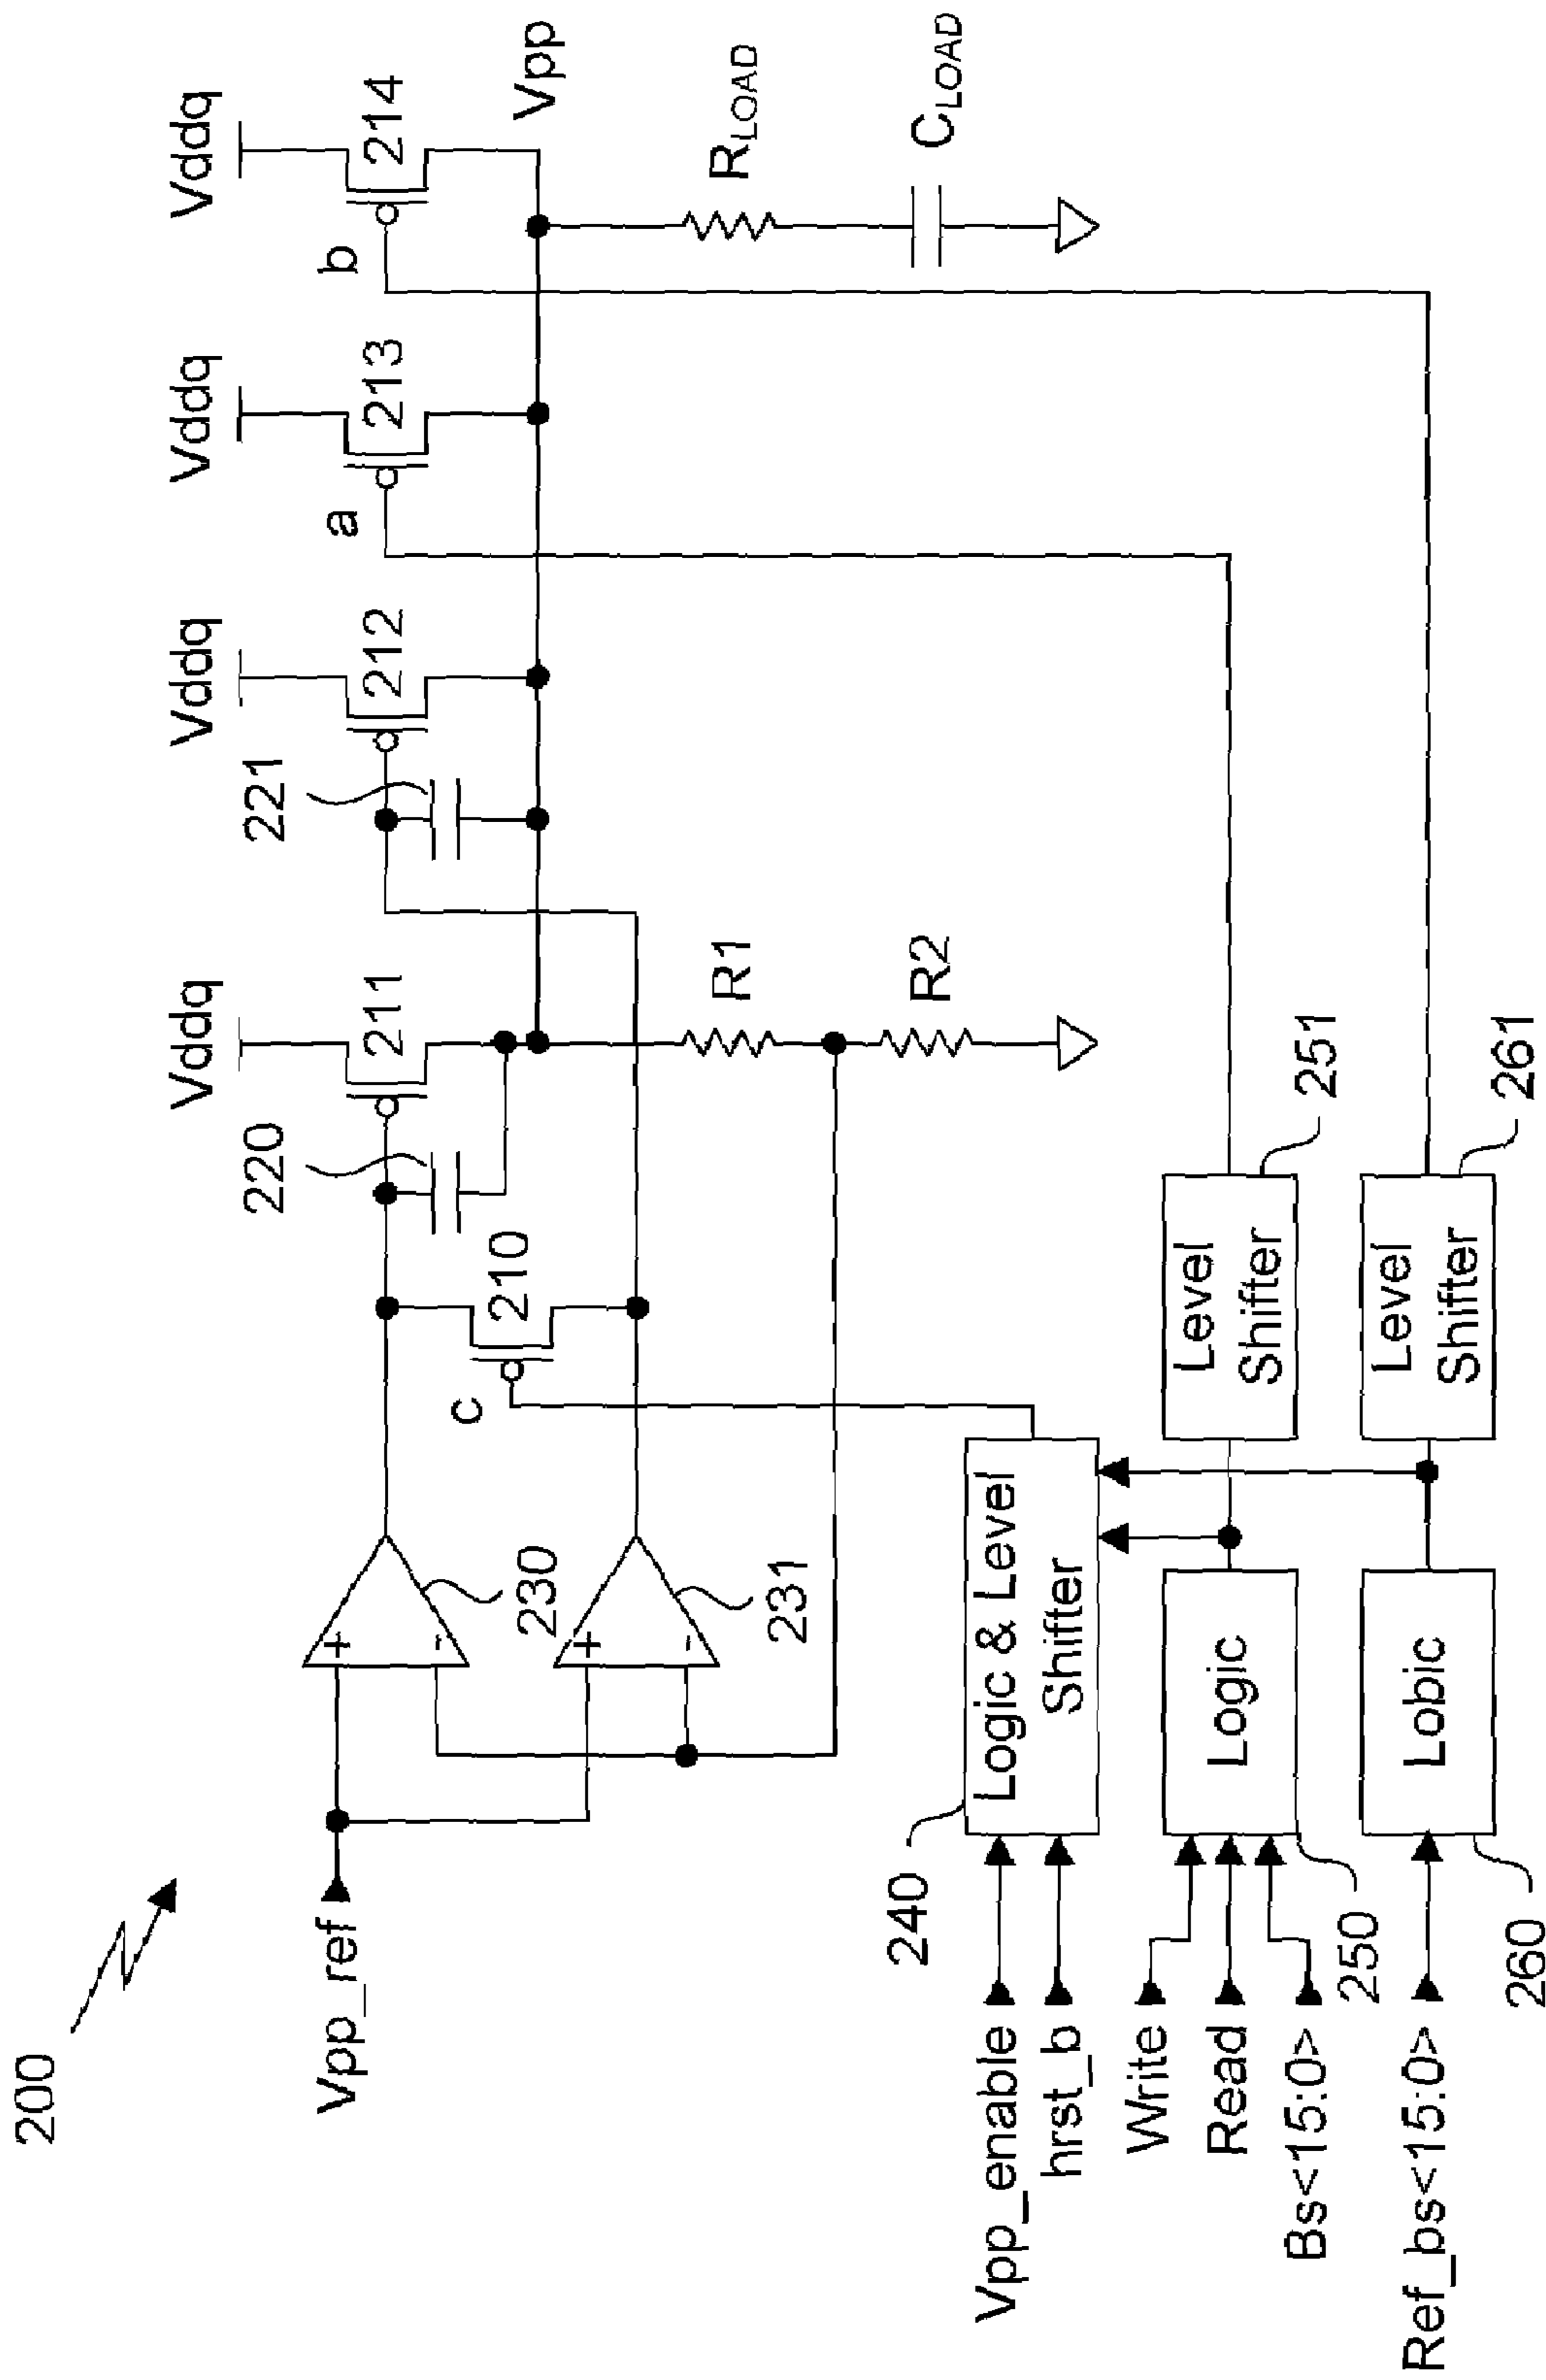 200
Vddq
Vddq
Vddq
Vddq
220
211
221
212
a
213
b
214
Vpp
Vpp_ref
+
-
230
c
210
+
-
231
R1
R2
RLOAD
CLOAD
240
Vpp_enable
hrst_b
Logic & Level
Shifter
Write
Read
Bs<15:0>
250
Logic
Level
Shifter
251
Ref_bs<15:0>
260
Lobic
Level
Shifter
261